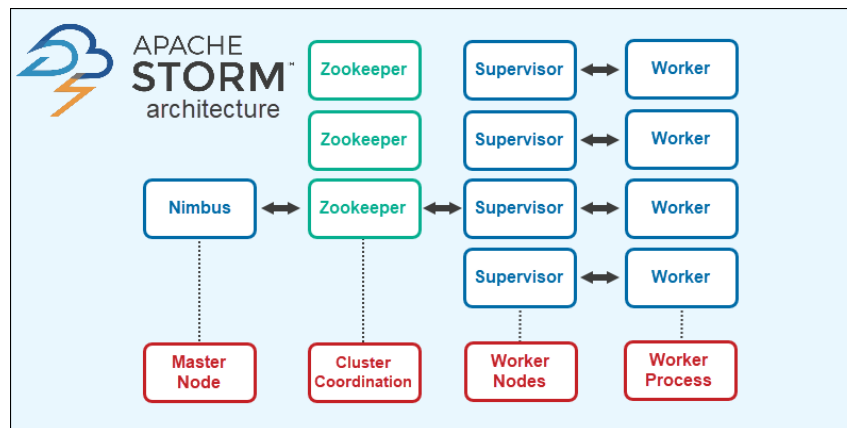 APACHE
STORM™
architecture
Zookeeper
Supervisor
Worker
Zookeeper
Supervisor
Worker
Nimbus
Zookeeper
Supervisor
Worker
Supervisor
Worker
Master
Node
Cluster
Coordination
Worker
Nodes
Worker
Process